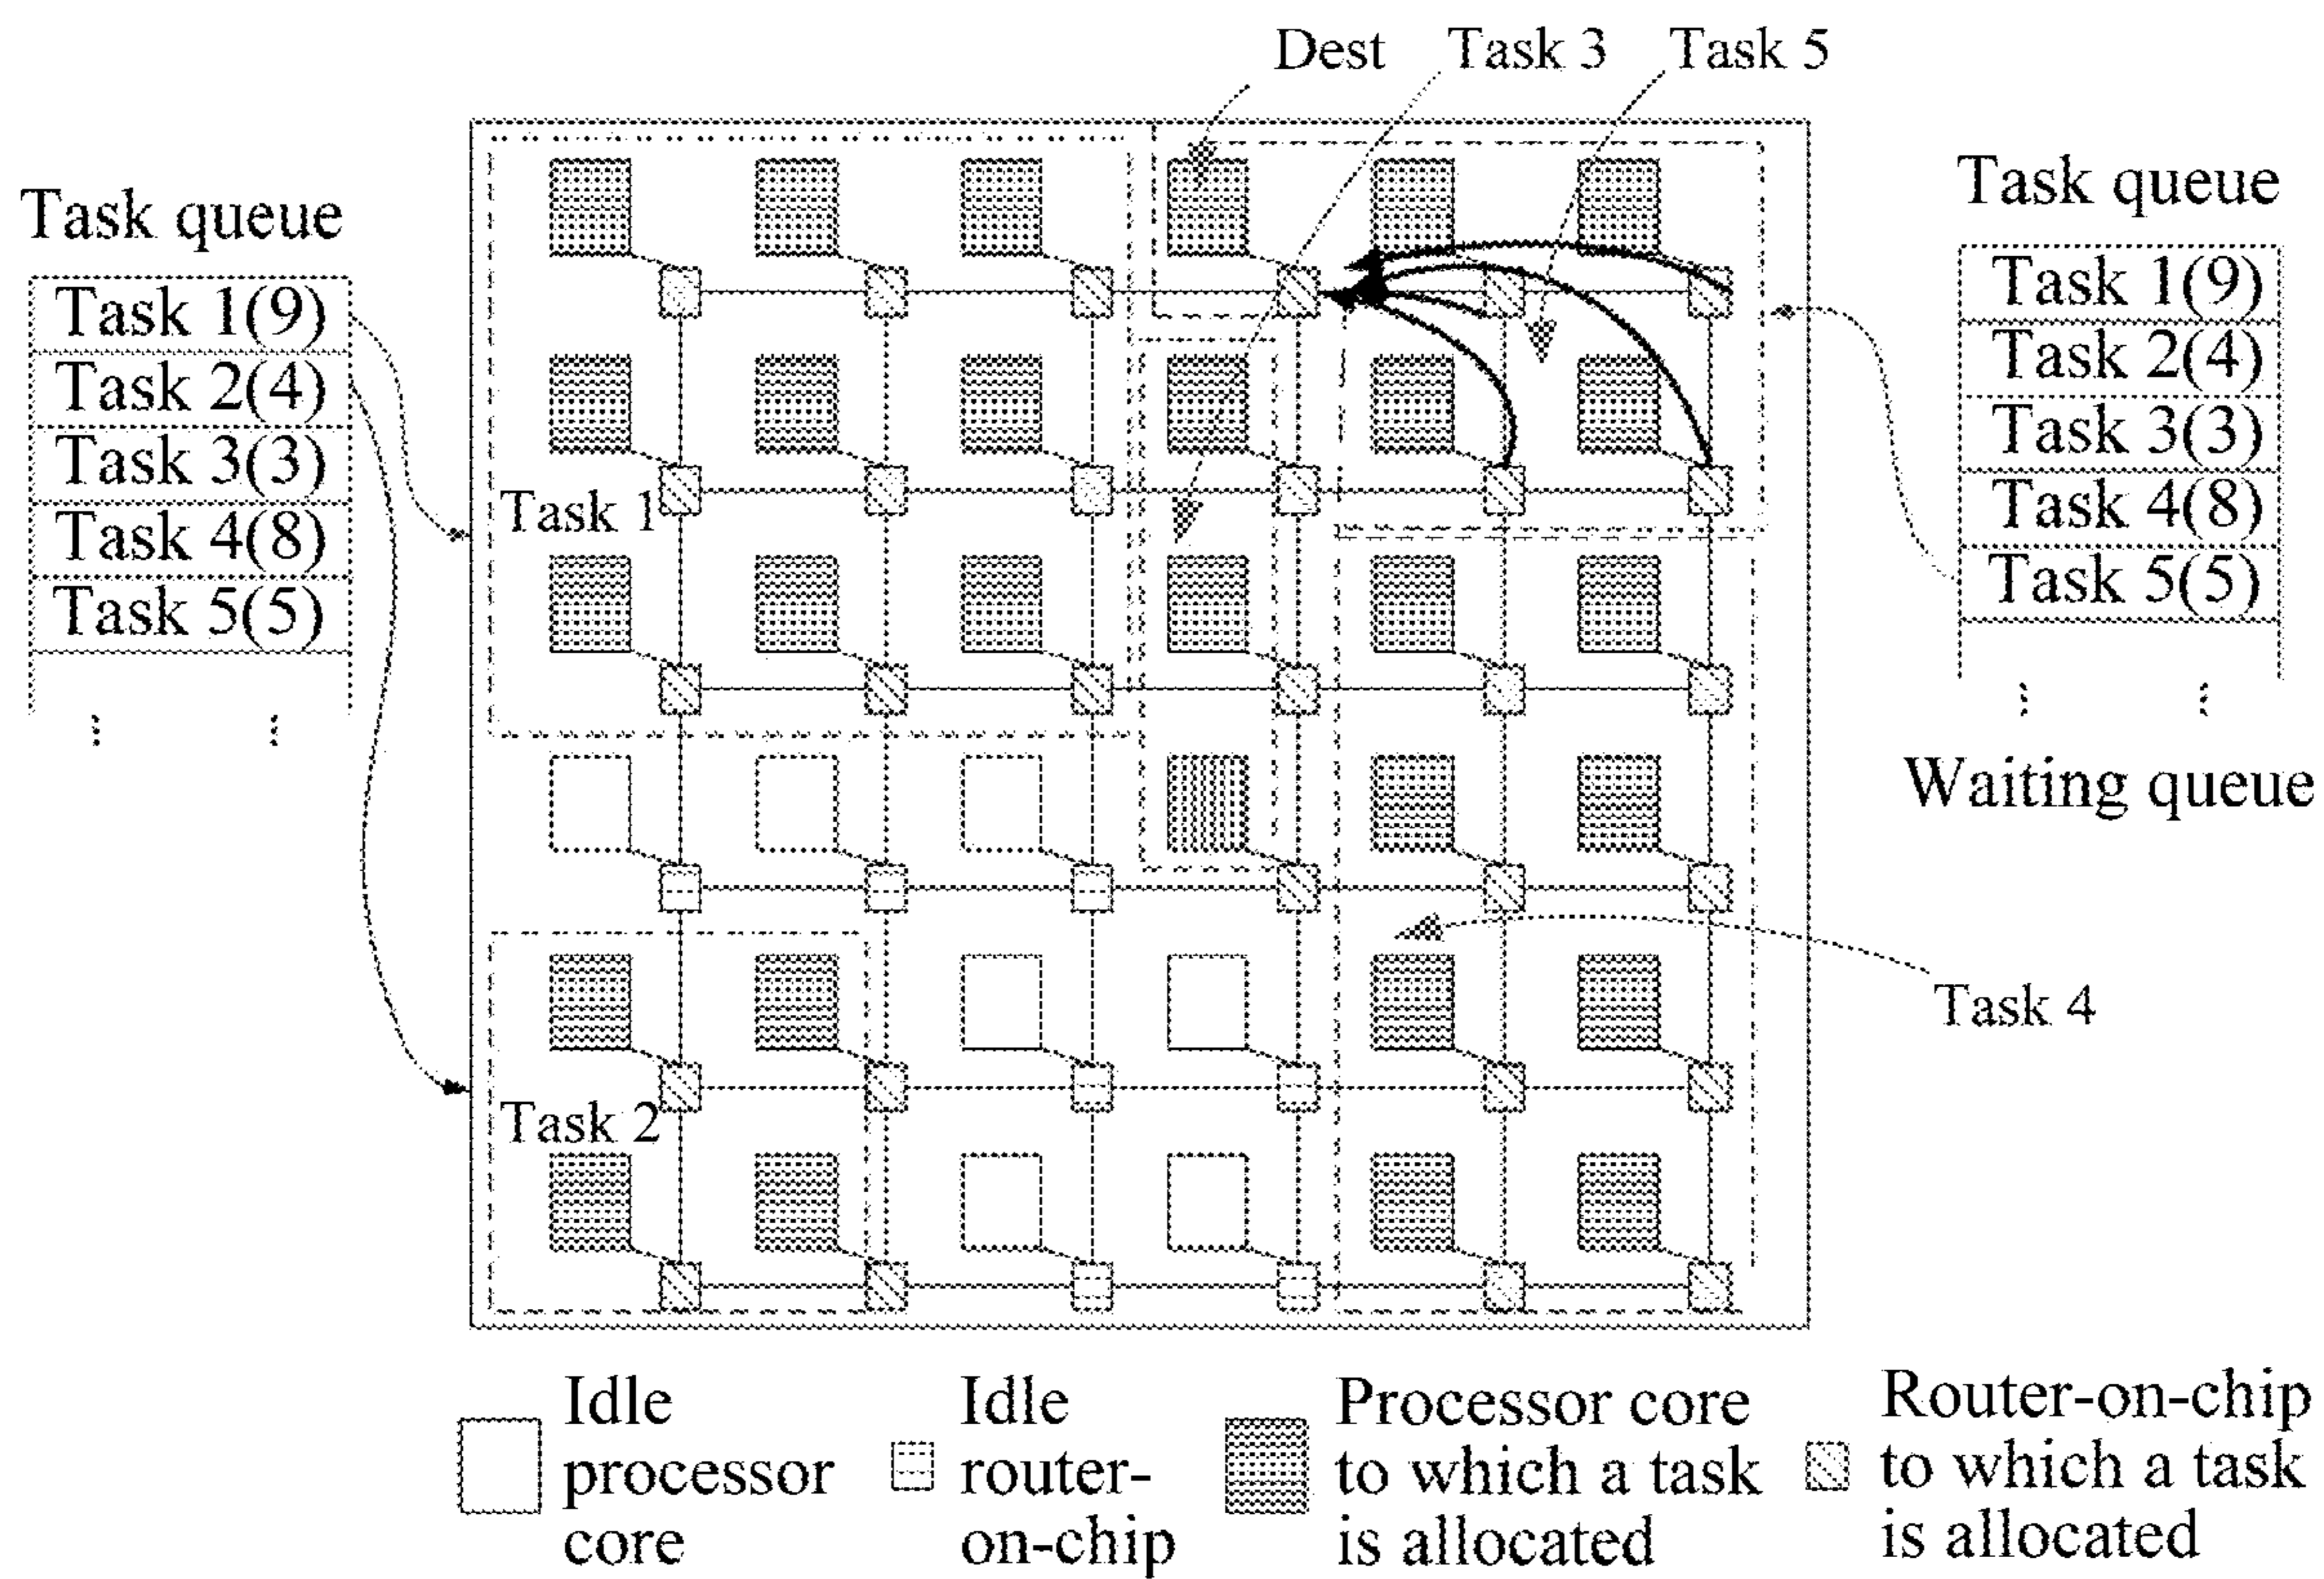 Dest Task 3 Task 5
Task queue
Task 1(9)
Task 2(4)
Task 3(3)
Task 4(8)
Task 5(5)
Task 1
Task 2
Task queue
Task 1(9)
Task 2(4)
Task 3(3)
Task 4(8)
Task 5(5)
Waiting queue
Task 4
Idle
processor
core
Idle
router-
on-chip
Processor core
to which a task
is allocated
Router-on-chip
to which a task
is allocated